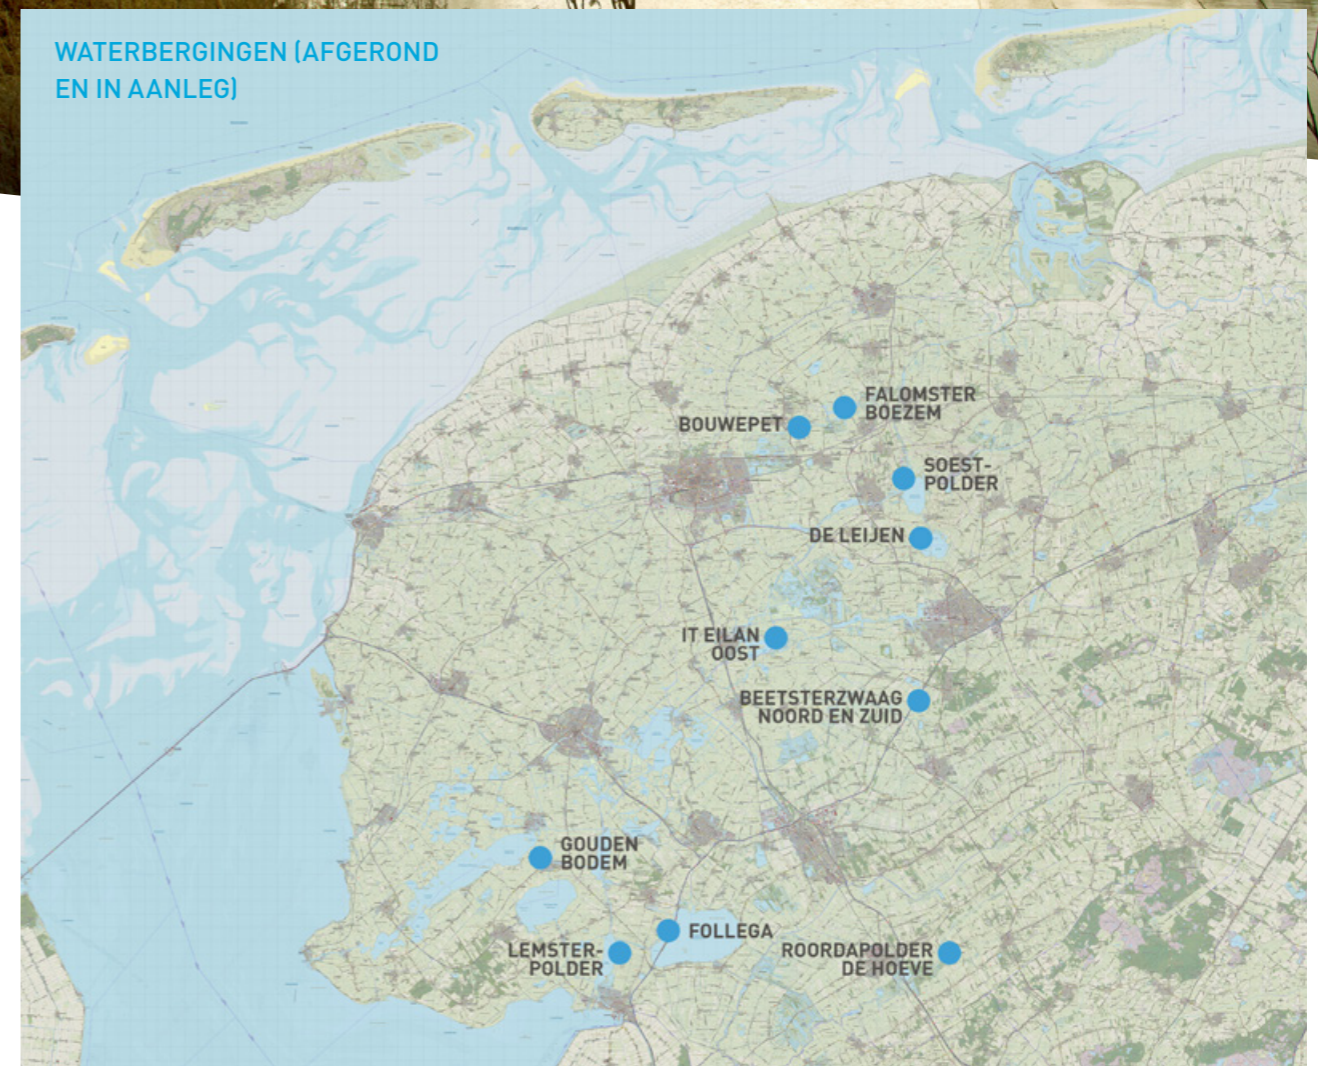 WATERBERGINGEN (AFGEROND
EN IN AANLEG)
FALOMSTER
BOEZEM
BOUWEPET
SOEST-
POLDER
DE LEIJEN
IT EILAN
OOST
BEETSTERZWAAG
NOORD EN ZUID
GOUDEN
BODEM
FOLLEGA
LEMSTER-
POLDER
ROORDAPOLDER
DE HOEVE